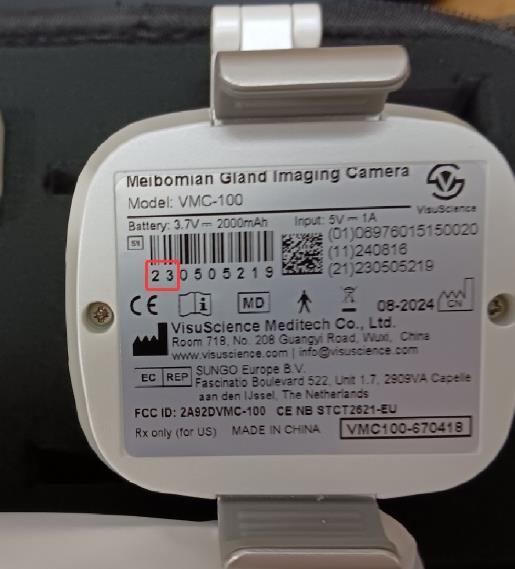 Meibomian Gland Imaging Camera
Model: VMC-100
VisuScience
Battery: 3.7V⎓2000mAh Input: 5V⎓1A
SN
230505219
(01)06976015150020
(11)240816
(21)230505219
CE
MD
08-2024
CN
VisuScience Meditech Co., Ltd.
Room 718, No. 208 Guangyi Road, Wuxi, China
www.visuscience.com | info@visuscience.com
EC REP
SUNGO Europe B.V.
Fascinatio Boulevard 522, Unit 1.7, 2909VA Capelle
aan den IJssel, The Netherlands
FCC ID: 2A92DVMC-100 CE NB STCT2621-EU
Rx only (for US) MADE IN CHINA
VMC100-670418